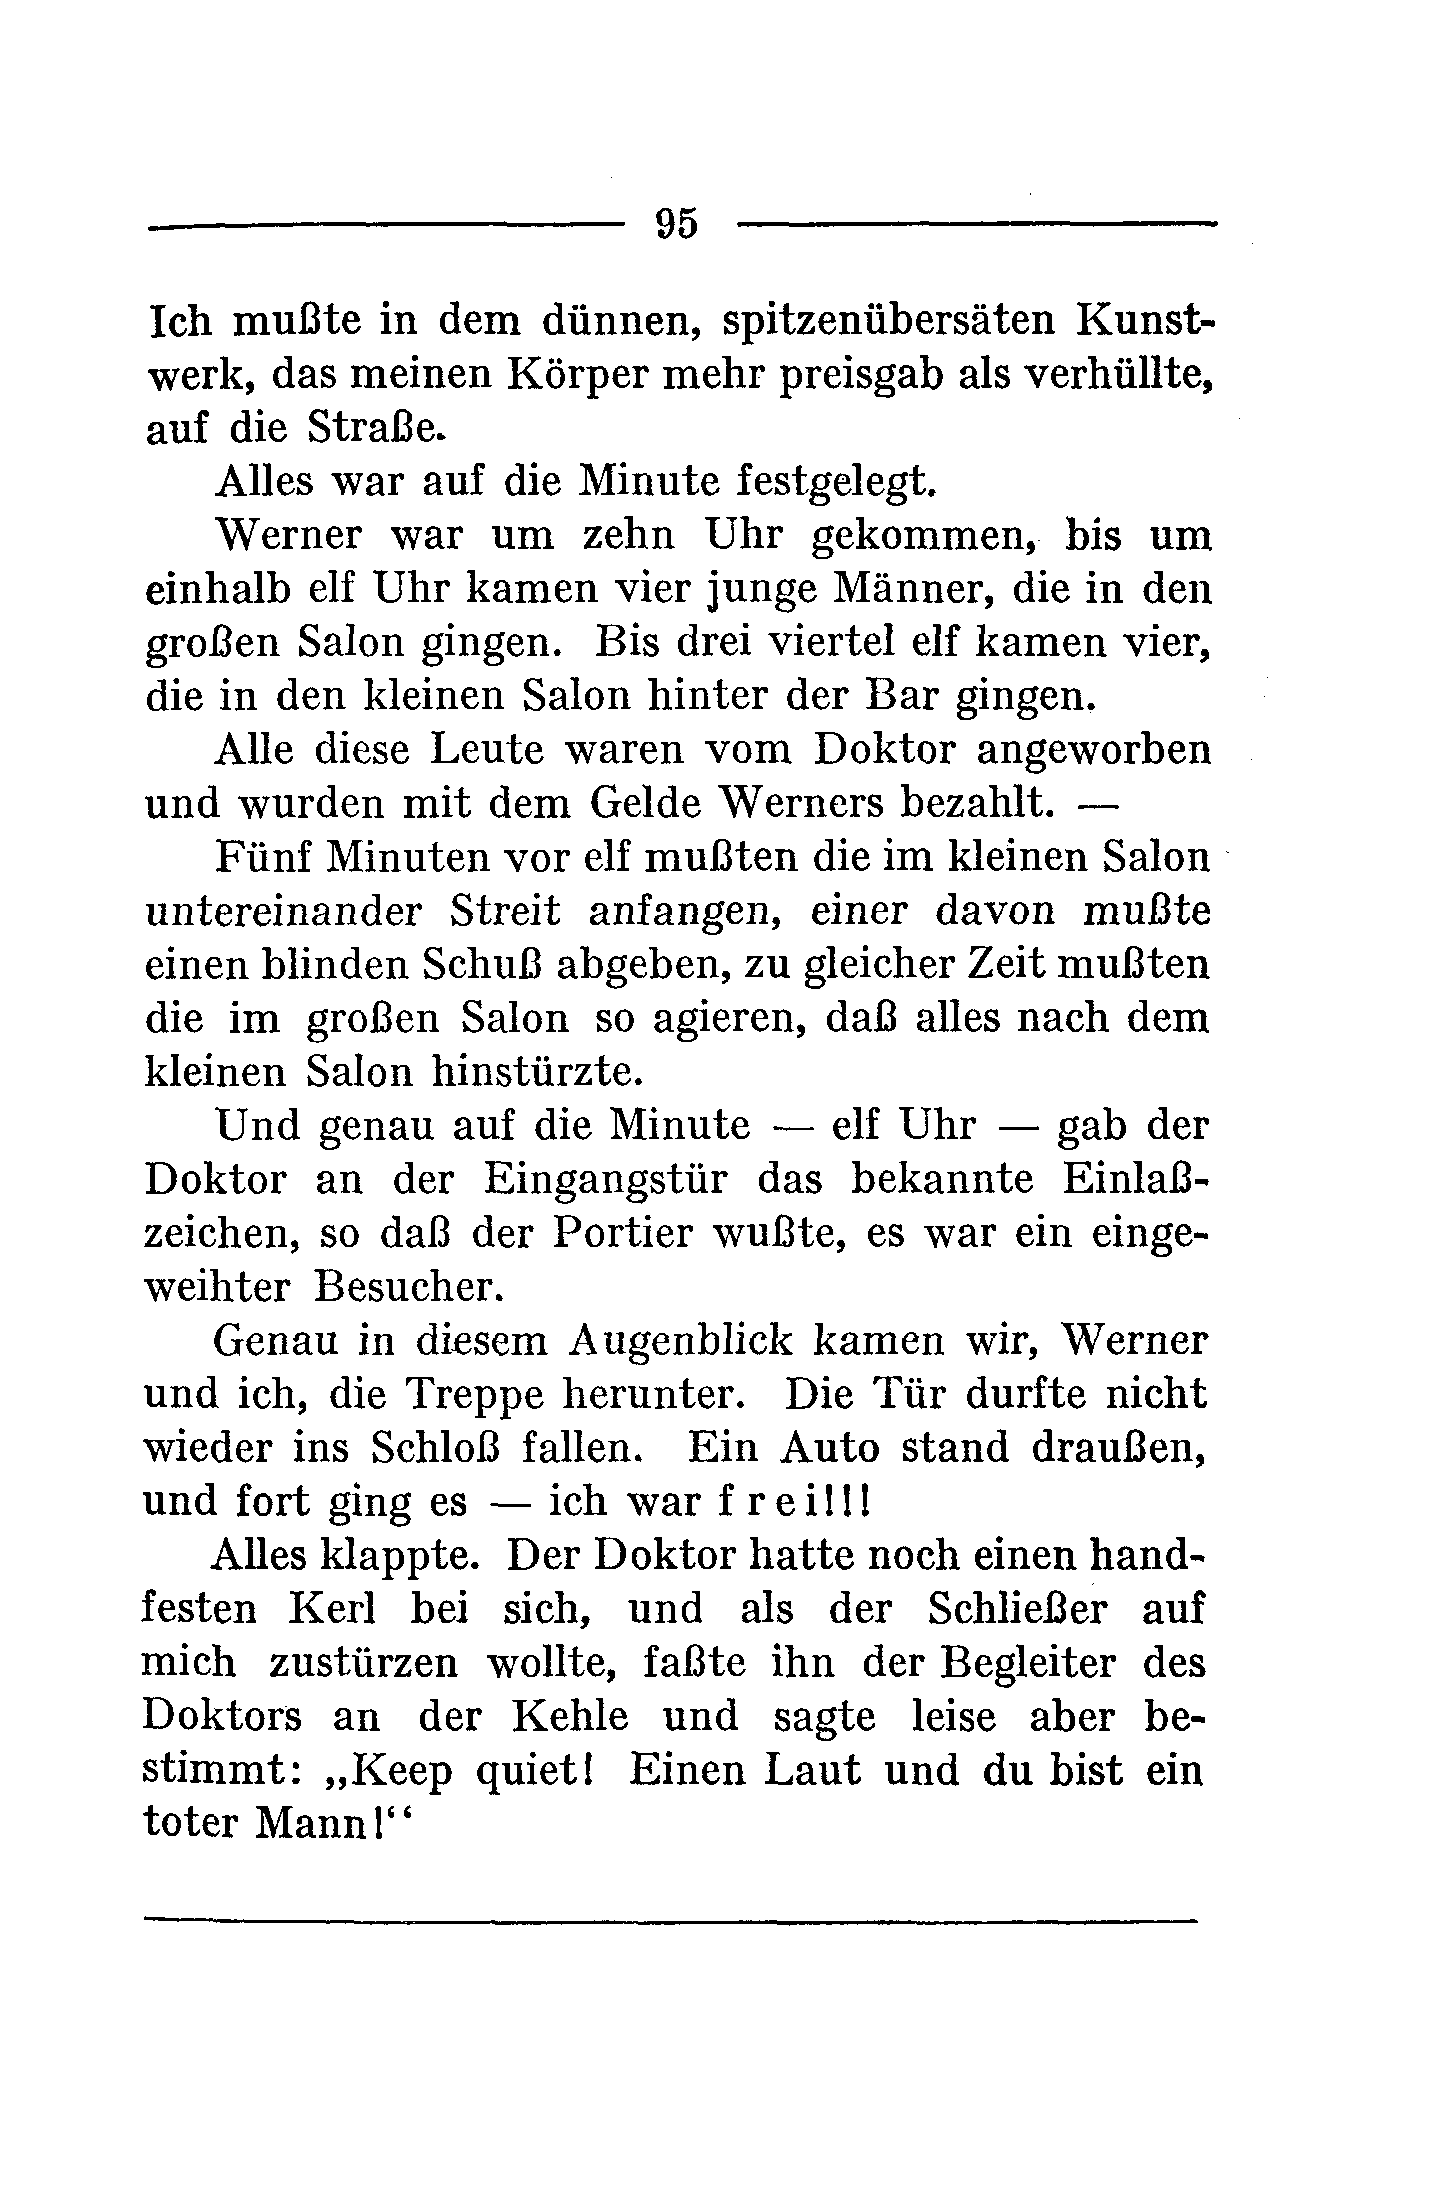 95
Ich mußte in dem dünnen, spitzenübersäten Kunst-
werk, das meinen Körper mehr preisgab als verhüllte,
auf die Straße.
Alles war auf die Minute festgelegt.
Werner war um zehn Uhr gekommen, bis um
einhalb elf Uhr kamen vier junge Männer, die in den
großen Salon gingen. Bis drei viertel elf kamen vier,
die in den kleinen Salon hinter der Bar gingen.
Alle diese Leute waren vom Doktor angeworben
und wurden mit dem Gelde Werners bezahlt. —
Fünf Minuten vor elf mußten die im kleinen Salon
untereinander Streit anfangen, einer davon mußte
einen blinden Schuß abgeben, zu gleicher Zeit mußten
die im großen Salon so agieren, daß alles nach dem
kleinen Salon hinstürzte.
Und genau auf die Minute — elf Uhr — gab der
Doktor an der Eingangstür das bekannte Einlaß-
zeichen, so daß der Portier wußte, es war ein einge-
weihter Besucher.
Genau in diesem Augenblick kamen wir, Werner
und ich, die Treppe herunter. Die Tür durfte nicht
wieder ins Schloß fallen. Ein Auto stand draußen,
und fort ging es — ich war f r e i ! ! !
Alles klappte. Der Doktor hatte noch einen hand-
festen Kerl bei sich, und als der Schließer auf
mich zustürzen wollte, faßte ihn der Begleiter des
Doktors an der Kehle und sagte leise aber be-
stimmt: „Keep quiet! Einen Laut und du bist ein
toter Mann!“